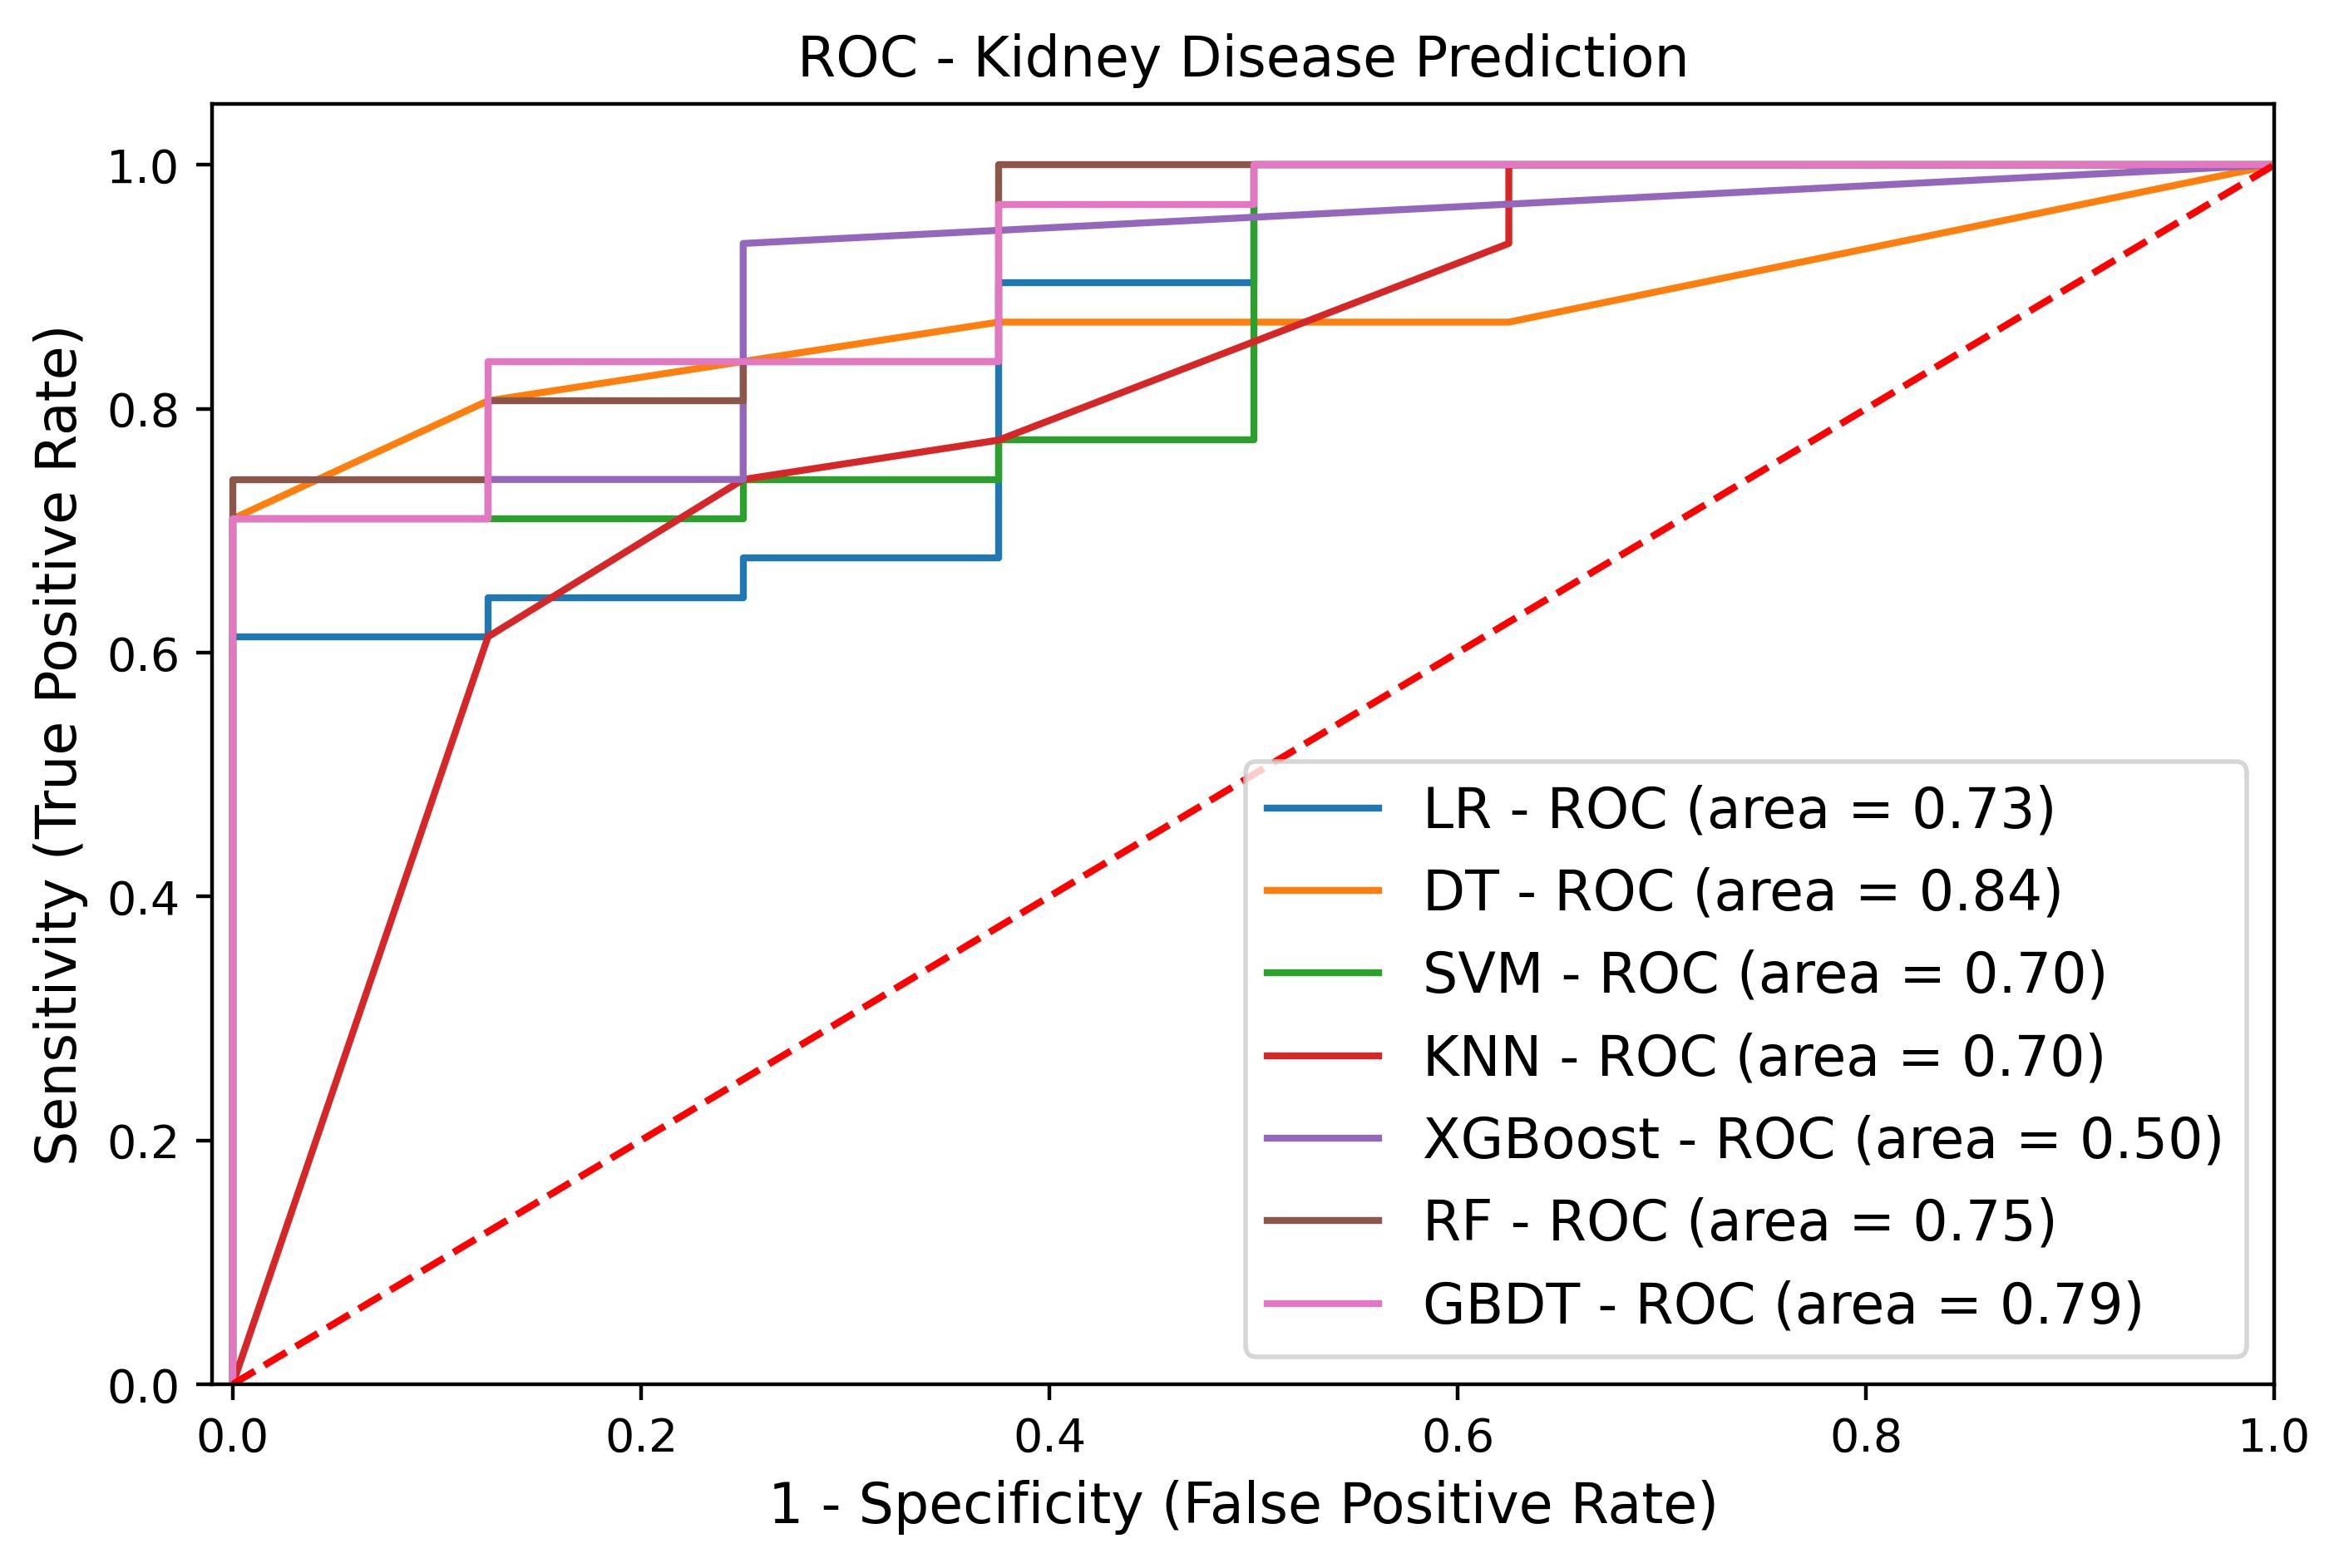 ROC - Kidney Disease Prediction
Sensitivity (True Positive Rate)
1.0
0.8
0.6
0.4
0.2
0.0
LR - ROC (area = 0.73)
DT - ROC (area = 0.84)
SVM - ROC (area = 0.70)
KNN - ROC (area = 0.70)
XGBoost - ROC (area = 0.50)
RF - ROC (area = 0.75)
GBDT - ROC (area = 0.79)
0.0 0.2 0.4 0.6 0.8 1.0
1 - Specificity (False Positive Rate)